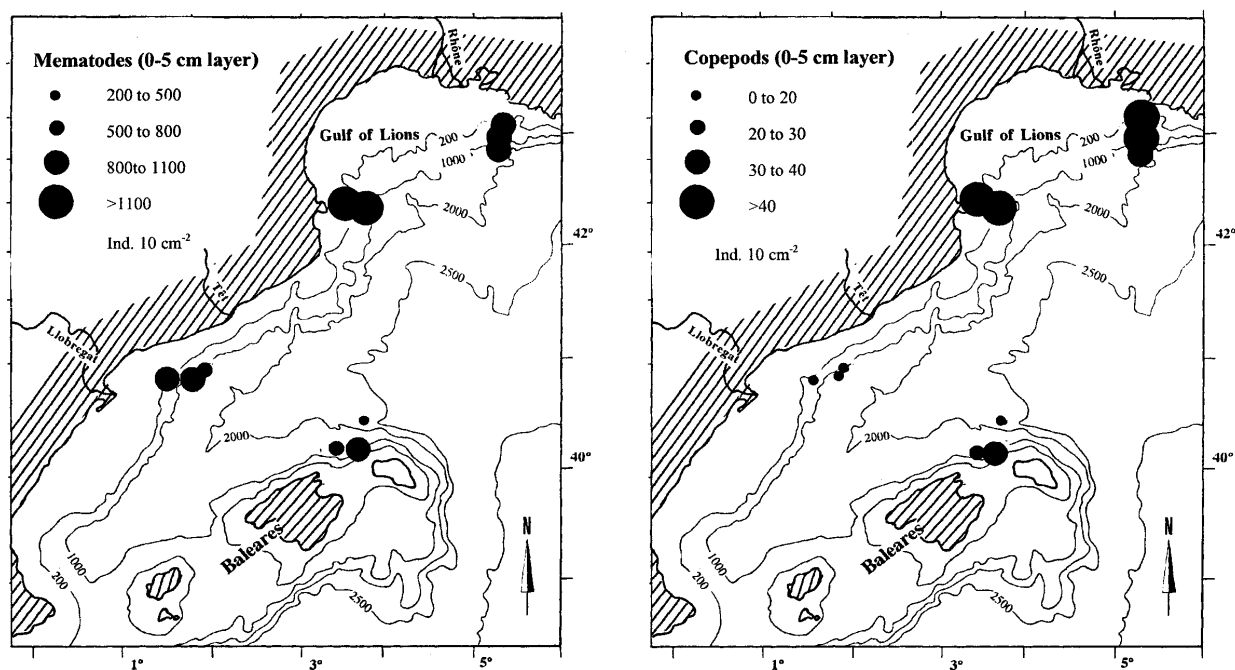 Mematodes (0-5 cm layer)
200 to 500
500 to 800
800to 1100
>1100
Ind. 10 cm-2
Rhône
Gulf of Lions
200
1000
2000
42°
2500
Têt
Llobregat
2000
40°
Baleares
N
1000
200
2500
1°
3°
5°
Copepods (0-5 cm layer)
0 to 20
20 to 30
30 to 40
>40
Ind. 10 cm-2
Rhône
Gulf of Lions
200
1000
2000
42°
2500
Têt
Llobregat
2000
40°
Baleares
N
1000
200
2500
1°
3°
5°